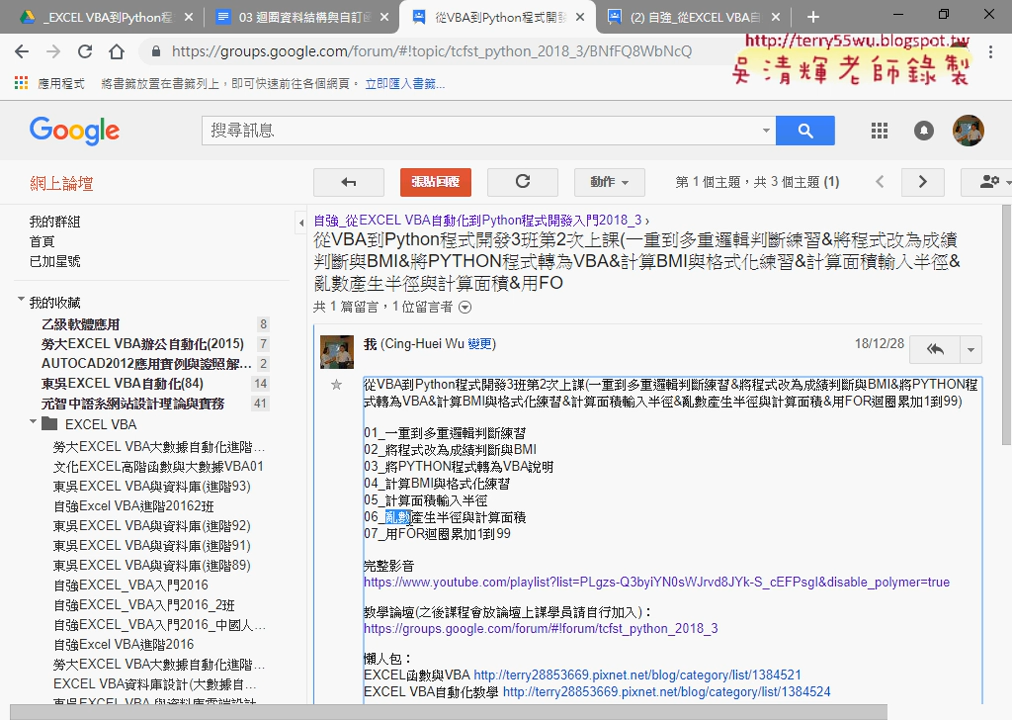 _EXCEL VBA到Python程
03 迴圈資料結構與自訂函
從VBA到Python程式開發
(2) 自強_從EXCEL VBA自
https://groups.google.com/forum/#!topic/tcfst_python_2018_3/BNfFQ8WbNcQ
http://terry55wu.blogspot.tw
吳清輝老師錄製
應用程式
將書籤放置在書籤列上，即可快速前往各個網頁。
立即匯入書籤...
Google
搜尋訊息
網上論壇
張貼回覆
動作
第 1 個主題，共 3 個主題 (1)
我的群組
首頁
已加星號
我的收藏
乙級軟體應用 8
勞大EXCEL VBA辦公自動化(2015) 7
AUTOCAD2012應用實例與證照解... 2
東吳EXCEL VBA自動化(84) 14
元智中語系網站設計理論與實務 41
EXCEL VBA
勞大EXCEL VBA大數據自動化進階...
文化EXCEL高階函數與大數據VBA01
東吳EXCEL VBA與資料庫(進階93)
自強Excel VBA進階20162班
東吳EXCEL VBA與資料庫(進階92)
東吳EXCEL VBA與資料庫(進階91)
東吳EXCEL VBA與資料庫(進階89)
自強EXCEL_VBA入門2016
自強EXCEL_VBA入門2016_2班
自強EXCEL_VBA入門2016_中國人...
自強Excel VBA進階2016
勞大EXCEL VBA大數據自動化進階...
EXCEL VBA資料庫設計(大數據自...
自強_從EXCEL VBA自動化到Python程式開發入門2018_3 ›
從VBA到Python程式開發3班第2次上課(一重到多重邏輯判斷練習&將程式改為成績
判斷與BMI&將PYTHON程式轉為VBA&計算BMI與格式化練習&計算面積輸入半徑&
亂數產生半徑與計算面積&用FO
共 1 篇留言，1 位留言者
我 (Cing-Huei Wu 變更)
18/12/28
從VBA到Python程式開發3班第2次上課(一重到多重邏輯判斷練習&將程式改為成績判斷與BMI&將PYTHON程
式轉為VBA&計算BMI與格式化練習&計算面積輸入半徑&亂數產生半徑與計算面積&用FOR迴圈累加1到99)
01_一重到多重邏輯判斷練習
02_將程式改為成績判斷與BMI
03_將PYTHON程式轉為VBA說明
04_計算BMI與格式化練習
05_計算面積輸入半徑
06_亂數產生半徑與計算面積
07_用FOR迴圈累加1到99
完整影音
https://www.youtube.com/playlist?list=PLgzs-Q3byiYN0sWJrvd8JYk-S_cEFPsgI&disable_polymer=true
教學論壇(之後課程會放論壇上課學員請自行加入)：
https://groups.google.com/forum/#!forum/tcfst_python_2018_3
懶人包：
EXCEL函數與VBA http://terry28853669.pixnet.net/blog/category/list/1384521
EXCEL VBA自動化教學 http://terry28853669.pixnet.net/blog/category/list/1384524